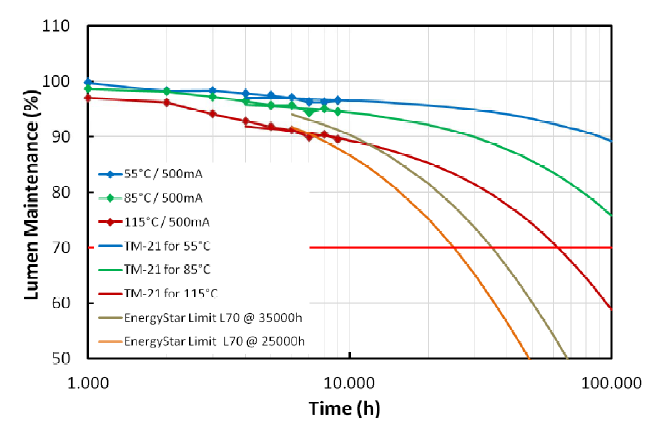 110
100
90
80
70
60
50
Lumen Maintenance (%)
55°C / 500mA
85°C / 500mA
115°C / 500mA
TM-21 for 55°C
TM-21 for 85°C
TM-21 for 115°C
EnergyStar Limit L70 @ 35000h
EnergyStar Limit L70 @ 25000h
1.000
10.000
100.000
Time (h)